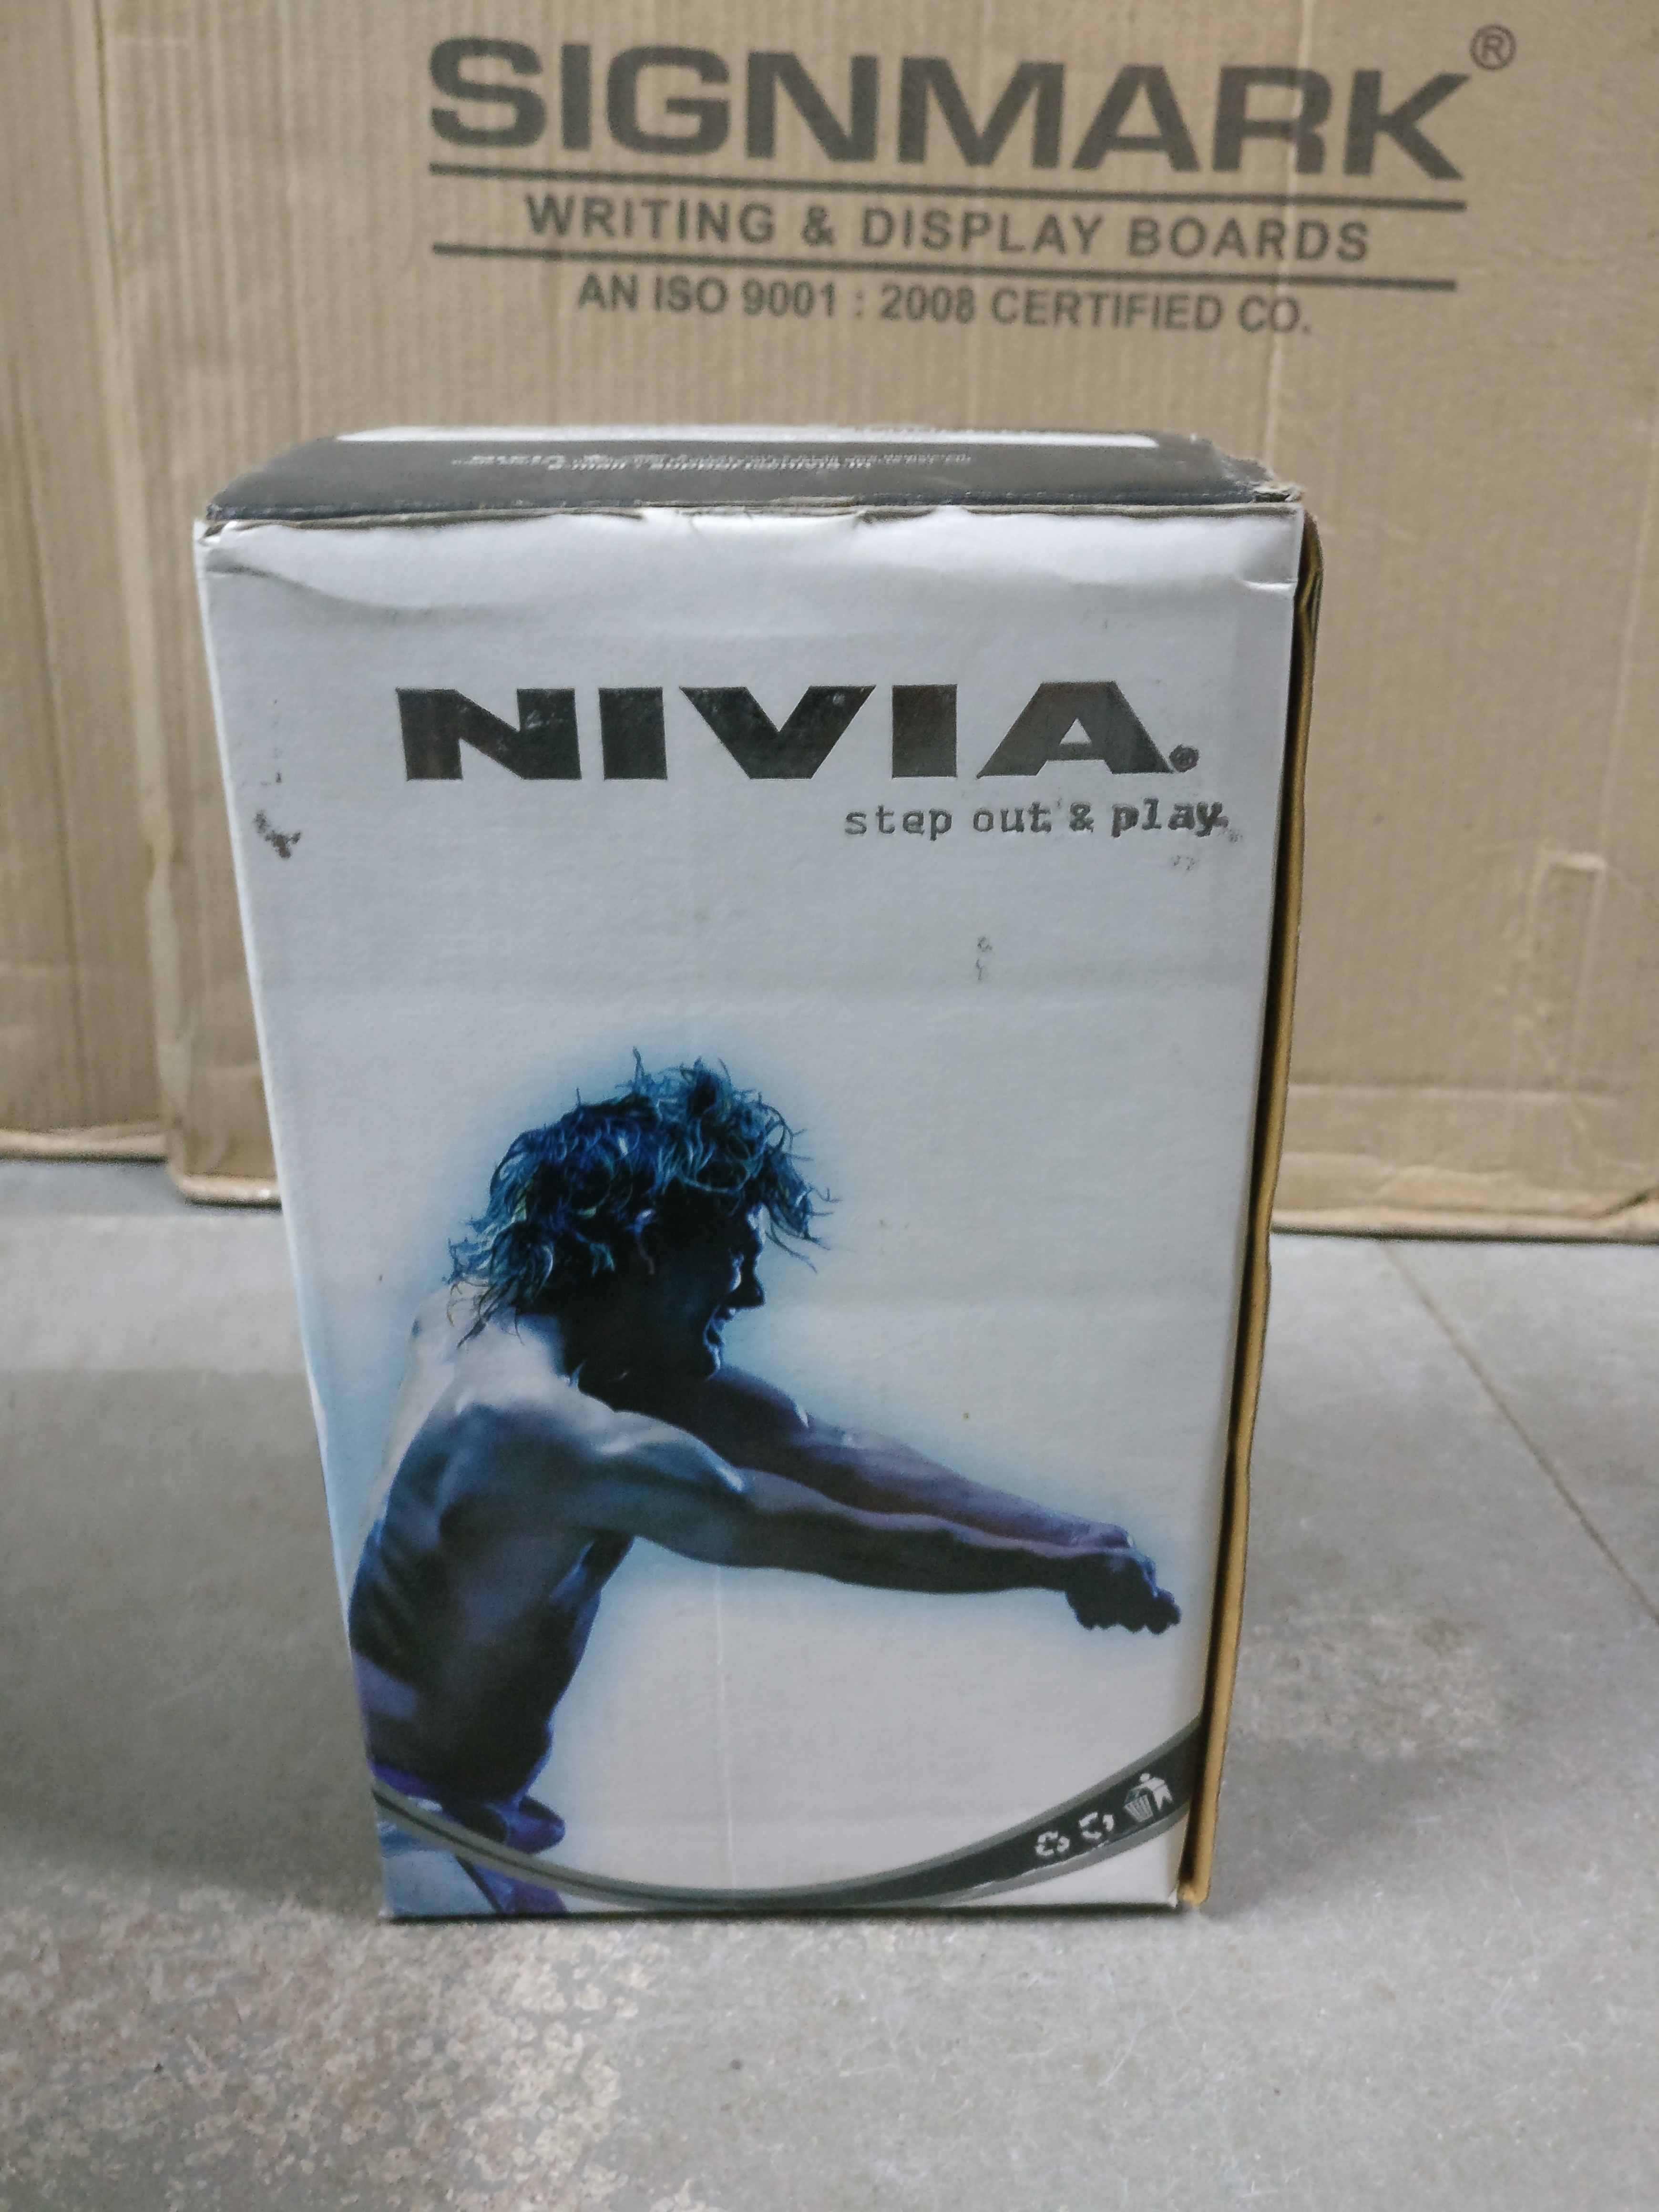 SIGNMARK®
WRITING & DISPLAY BOARDS
AN ISO 9001 : 2008 CERTIFIED CO.
NIVIA®
step out & play